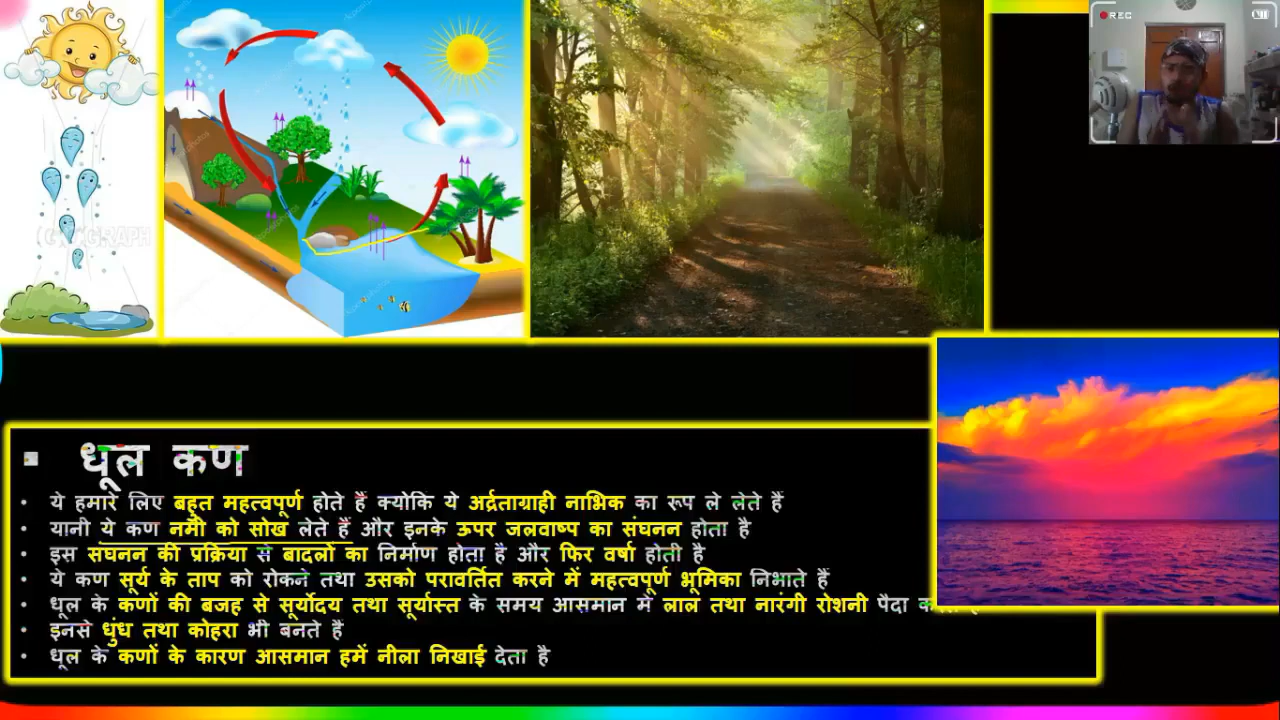 REC
धूल कण
ये हमारे लिए बहुत महत्वपूर्ण होते हैं क्योकि ये अर्द्रताग्राही नाभिक का रूप ले लेते हैं
यानी ये कण नमी को सोख लेते हैं और इनके ऊपर जलवाष्प का संघनन होता है
इस संघनन की प्रक्रिया से बादलों का निर्माण होता है और फिर वर्षा होती है
ये कण सूर्य के ताप को रोकने तथा उसको परावर्तित करने में महत्वपूर्ण भूमिका निभाते हैं
धूल के कणों की बजह से सूर्योदय तथा सूर्यास्त के समय आसमान में लाल तथा नारंगी रोशनी पैदा
इनसे धुंध तथा कोहरा भी बनते हैं
धूल के कणों के कारण आसमान हमें नीला निखाई देता है